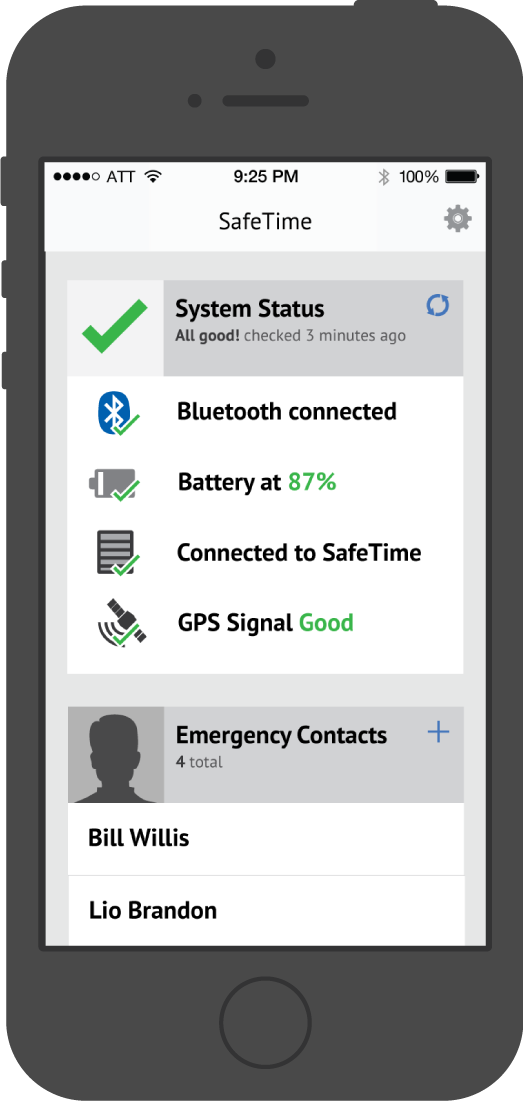 ATT 9:25 PM 100%
SafeTime
System Status
All good! checked 3 minutes ago
Bluetooth connected
Battery at 87%
Connected to SafeTime
GPS Signal Good
Emergency Contacts
4 total
Bill Willis
Lio Brandon